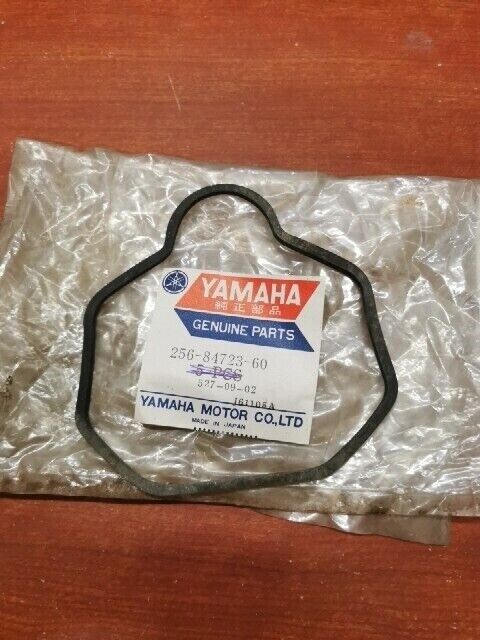 YAMAHA
純正部品
GENUINE PARTS
256-84723-60
5 PCS
527-09-02
J61105A
YAMAHA MOTOR CO.,LTD
MADE IN JAPAN